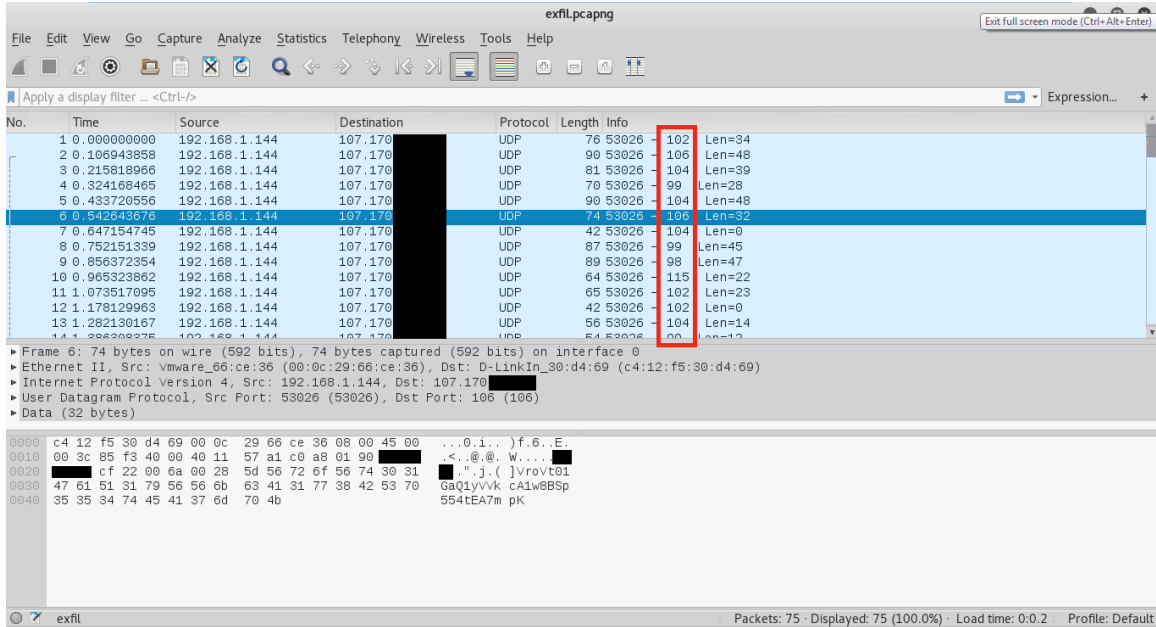 exfil.pcapng
Exit full screen mode (Ctrl+Alt+Enter)
File Edit View Go Capture Analyze Statistics Telephony Wireless Tools Help
Apply a display filter ... <Ctrl-/> Expression... +
No. Time Source Destination Protocol Length Info
1 0.000000000 192.168.1.144 107.170 UDP 76 53026 → 102 Len=34
2 0.106943858 192.168.1.144 107.170 UDP 90 53026 → 106 Len=48
3 0.215818966 192.168.1.144 107.170 UDP 81 53026 → 104 Len=39
4 0.324168465 192.168.1.144 107.170 UDP 70 53026 → 99 Len=28
5 0.433720556 192.168.1.144 107.170 UDP 90 53026 → 104 Len=48
6 0.542643676 192.168.1.144 107.170 UDP 74 53026 → 106 Len=32
7 0.647154745 192.168.1.144 107.170 UDP 42 53026 → 104 Len=0
8 0.752151339 192.168.1.144 107.170 UDP 87 53026 → 99 Len=45
9 0.856372354 192.168.1.144 107.170 UDP 89 53026 → 98 Len=47
10 0.965323862 192.168.1.144 107.170 UDP 64 53026 → 115 Len=22
11 1.073517095 192.168.1.144 107.170 UDP 65 53026 → 102 Len=23
12 1.178129963 192.168.1.144 107.170 UDP 42 53026 → 102 Len=0
13 1.282130167 192.168.1.144 107.170 UDP 56 53026 → 104 Len=14
Frame 6: 74 bytes on wire (592 bits), 74 bytes captured (592 bits) on interface 0
Ethernet II, Src: Vmware_66:ce:36 (00:0c:29:66:ce:36), Dst: D-LinkIn_30:d4:69 (c4:12:f5:30:d4:69)
Internet Protocol Version 4, Src: 192.168.1.144, Dst: 107.170
User Datagram Protocol, Src Port: 53026 (53026), Dst Port: 106 (106)
Data (32 bytes)
0000 c4 12 f5 30 d4 69 00 0c 29 66 ce 36 08 00 45 00 ...0.i.. )f.6..E.
0010 00 3c 85 f3 40 00 40 11 57 a1 c0 a8 01 90 .<..@.@. W.....
0020 cf 22 00 6a 00 28 5d 56 72 6f 56 74 30 31 .".j.( ]VroVt01
0030 47 61 51 31 79 56 56 6b 63 41 31 77 38 42 53 70 GaQ1yVVk cA1w8BSp
0040 35 35 34 74 45 41 37 6d 70 4b 554tEA7m pK
exfil Packets: 75 · Displayed: 75 (100.0%) · Load time: 0:0.2 Profile: Default